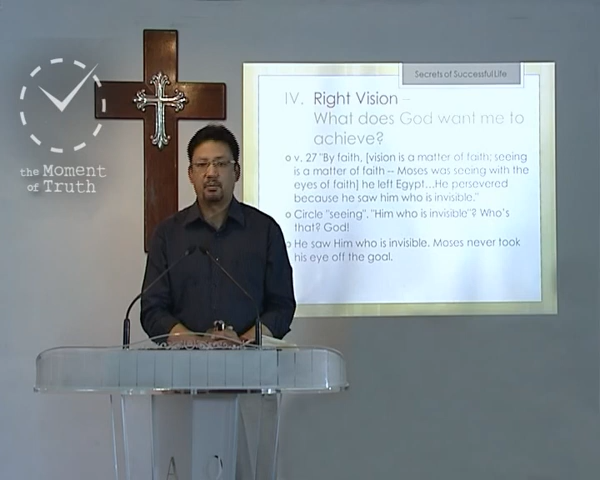 the Moment
of Truth
Secrets of Successful Life
IV. Right Vision –
What does God want me to
achieve?
v. 27 "By faith, [vision is a matter of faith; seeing
is a matter of faith -- Moses was seeing with the
eyes of faith] he left Egypt...He persevered
because he saw him who is invisible."
Circle "seeing". "Him who is invisible"? Who's
that? God!
He saw Him who is invisible. Moses never took
his eye off the goal.
A